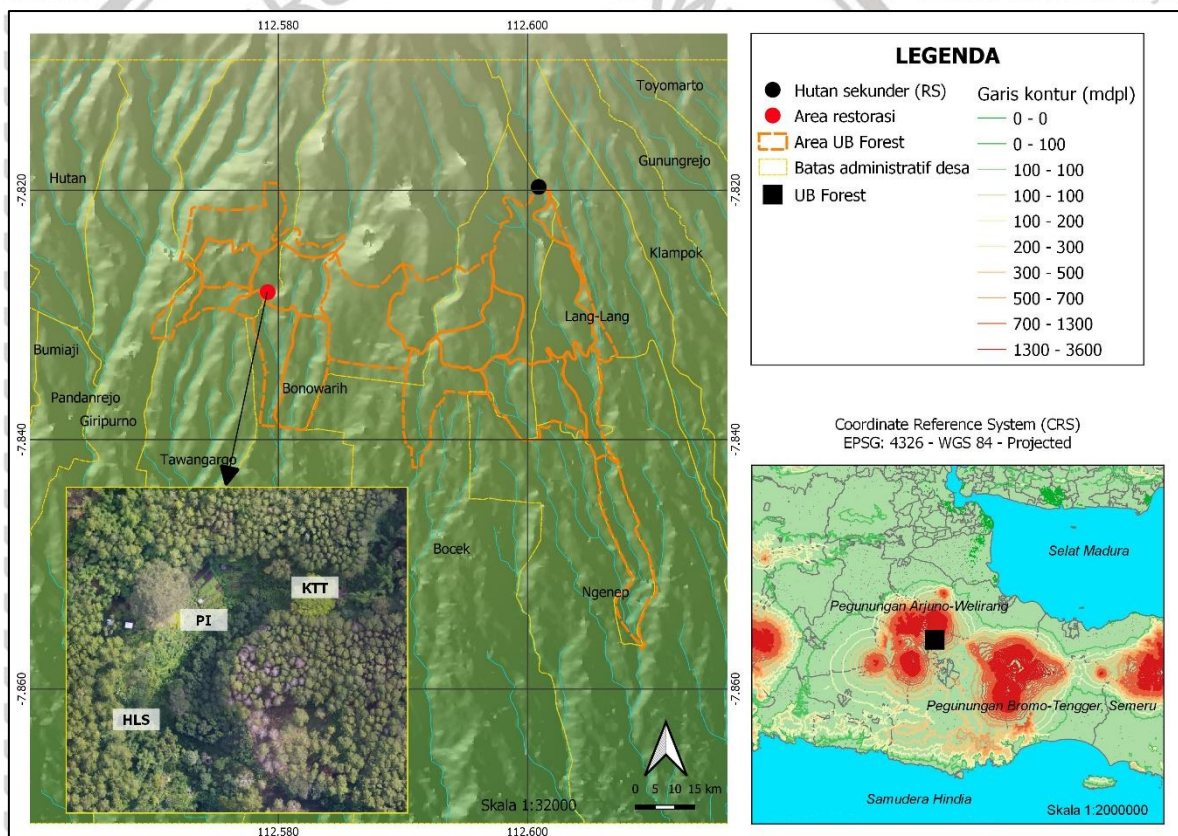 112.580
112.600
Toyomarto
Gunungrejo
Hutan
-7.820
-7.820
Klampok
Lang-Lang
Bumiaji
Bonowarih
Pandanrejo
Giripurno
-7.840
-7.840
Tawangargo
Bocek
KTT
PI
Ngenep
-7.860
-7.860
HLS
Skala 1:32000
0 5 10 15 km
112.580
112.600
LEGENDA
Hutan sekunder (RS)
Area restorasi
Area UB Forest
Batas administratif desa
UB Forest
Garis kontur (mdpl)
0 - 0
0 - 100
100 - 100
100 - 100
100 - 200
200 - 300
300 - 500
500 - 700
700 - 1300
1300 - 3600
Coordinate Reference System (CRS)
EPSG: 4326 - WGS 84 - Projected
Selat Madura
Pegunungan Arjuno-Welirang
Pegunungan Bromo-Tengger, Semeru
Samudera Hindia
Skala 1:2000000